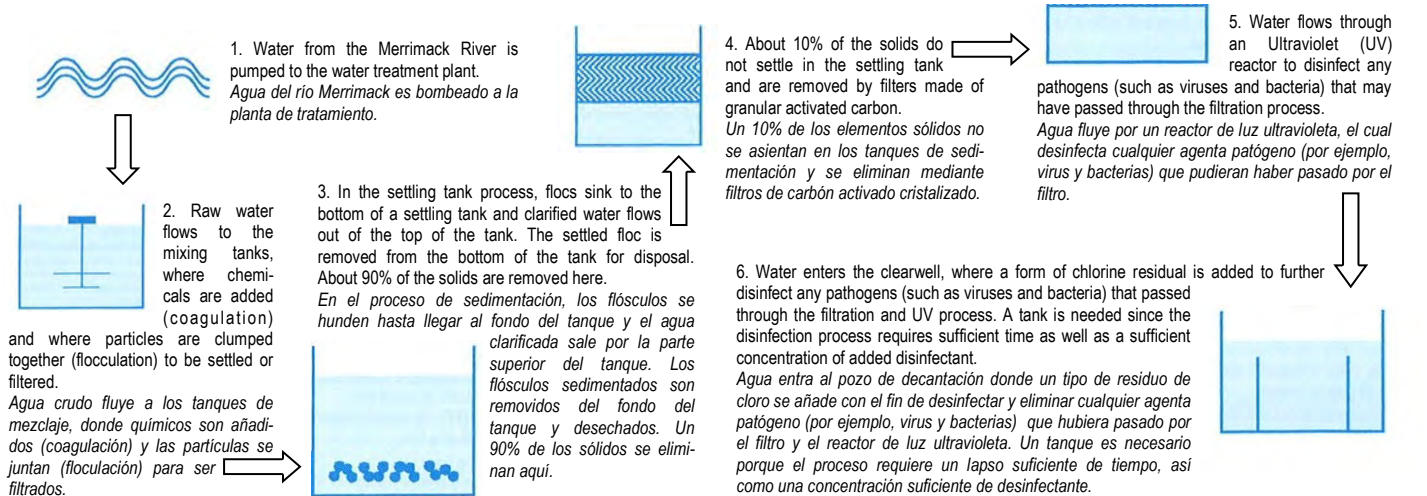 1. Water from the Merrimack River is
pumped to the water treatment plant.
Agua del río Merrimack es bombeado a la
planta de tratamiento.
2. Raw water
flows to the
mixing tanks,
where chemi-
cals are added
(coagulation)
and where particles are clumped
together (flocculation) to be settled or
filtered.
Agua crudo fluye a los tanques de
mezclaje, donde químicos son añadi-
dos (coagulación) y las partículas se
juntan (floculación) para ser
filtrados.
3. In the settling tank process, flocs sink to the
bottom of a settling tank and clarified water flows
out of the top of the tank. The settled floc is
removed from the bottom of the tank for disposal.
About 90% of the solids are removed here.
En el proceso de sedimentación, los flósculos se
hunden hasta llegar al fondo del tanque y el agua
clarificada sale por la parte
superior del tanque. Los
flósculos sedimentados son
removidos del fondo del
tanque y desechados. Un
90% de los sólidos se elimi-
nan aquí.
4. About 10% of the solids do
not settle in the settling tank
and are removed by filters made of
granular activated carbon.
Un 10% de los elementos sólidos no
se asientan en los tanques de sedi-
mentación y se eliminan mediante
filtros de carbón activado cristalizado.
5. Water flows through
an Ultraviolet (UV)
reactor to disinfect any
pathogens (such as viruses and bacteria) that may
have passed through the filtration process.
Agua fluye por un reactor de luz ultravioleta, el cual
desinfecta cualquier agenta patógeno (por ejemplo,
virus y bacterias) que pudieran haber pasado por el
filtro.
6. Water enters the clearwell, where a form of chlorine residual is added to further
disinfect any pathogens (such as viruses and bacteria) that passed
through the filtration and UV process. A tank is needed since the
disinfection process requires sufficient time as well as a sufficient
concentration of added disinfectant.
Agua entra al pozo de decantación donde un tipo de residuo de
cloro se añade con el fin de desinfectar y eliminar cualquier agenta
patógeno (por ejemplo, virus y bacterias) que hubiera pasado por
el filtro y el reactor de luz ultravioleta. Un tanque es necesario
porque el proceso requiere un lapso suficiente de tiempo, así
como una concentración suficiente de desinfectante.